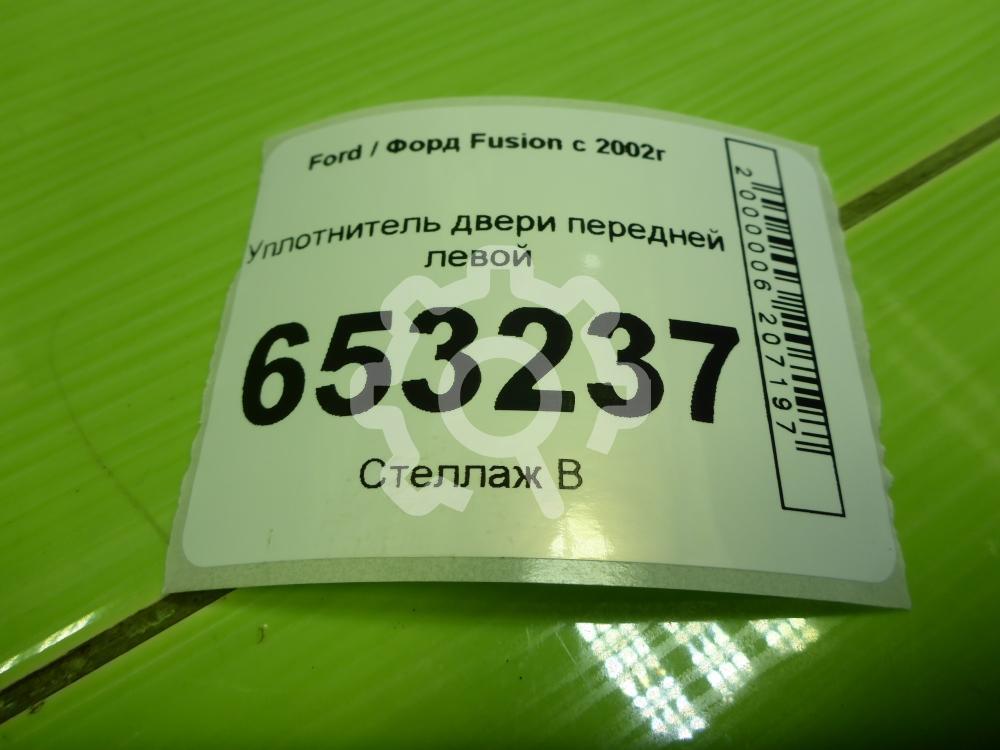 Ford / Форд Fusion с 2002г
Уплотнитель двери передней
левой
653237
Стеллаж В
2000006207197